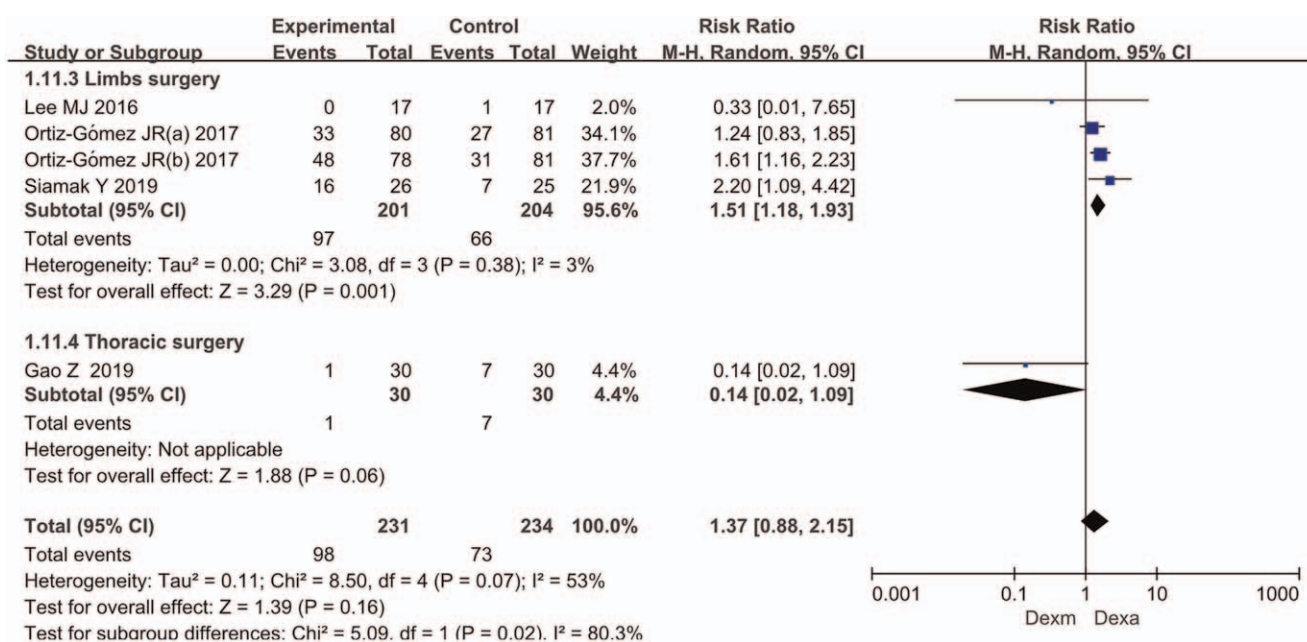 Experimental Control Risk Ratio Risk Ratio
Study or Subgroup Events Total Events Total Weight M-H, Random, 95% CI M-H, Random, 95% CI
1.11.3 Limbs surgery
Lee MJ 2016 0 17 1 17 2.0% 0.33 [0.01, 7.65]
Ortiz-Gómez JR(a) 2017 33 80 27 81 34.1% 1.24 [0.83, 1.85]
Ortiz-Gómez JR(b) 2017 48 78 31 81 37.7% 1.61 [1.16, 2.23]
Siamak Y 2019 16 26 7 25 21.9% 2.20 [1.09, 4.42]
Subtotal (95% CI) 201 204 95.6% 1.51 [1.18, 1.93]
Total events 97 66
Heterogeneity: Tau² = 0.00; Chi² = 3.08, df = 3 (P = 0.38); I² = 3%
Test for overall effect: Z = 3.29 (P = 0.001)
1.11.4 Thoracic surgery
Gao Z 2019 1 30 7 30 4.4% 0.14 [0.02, 1.09]
Subtotal (95% CI) 30 30 4.4% 0.14 [0.02, 1.09]
Total events 1 7
Heterogeneity: Not applicable
Test for overall effect: Z = 1.88 (P = 0.06)
Total (95% CI) 231 234 100.0% 1.37 [0.88, 2.15]
Total events 98 73
Heterogeneity: Tau² = 0.11; Chi² = 8.50, df = 4 (P = 0.07); I² = 53%
Test for overall effect: Z = 1.39 (P = 0.16)
Test for subgroup differences: Chi² = 5.09, df = 1 (P = 0.02), I² = 80.3%
0.001 0.1 1 10 1000
Dexm Dexa